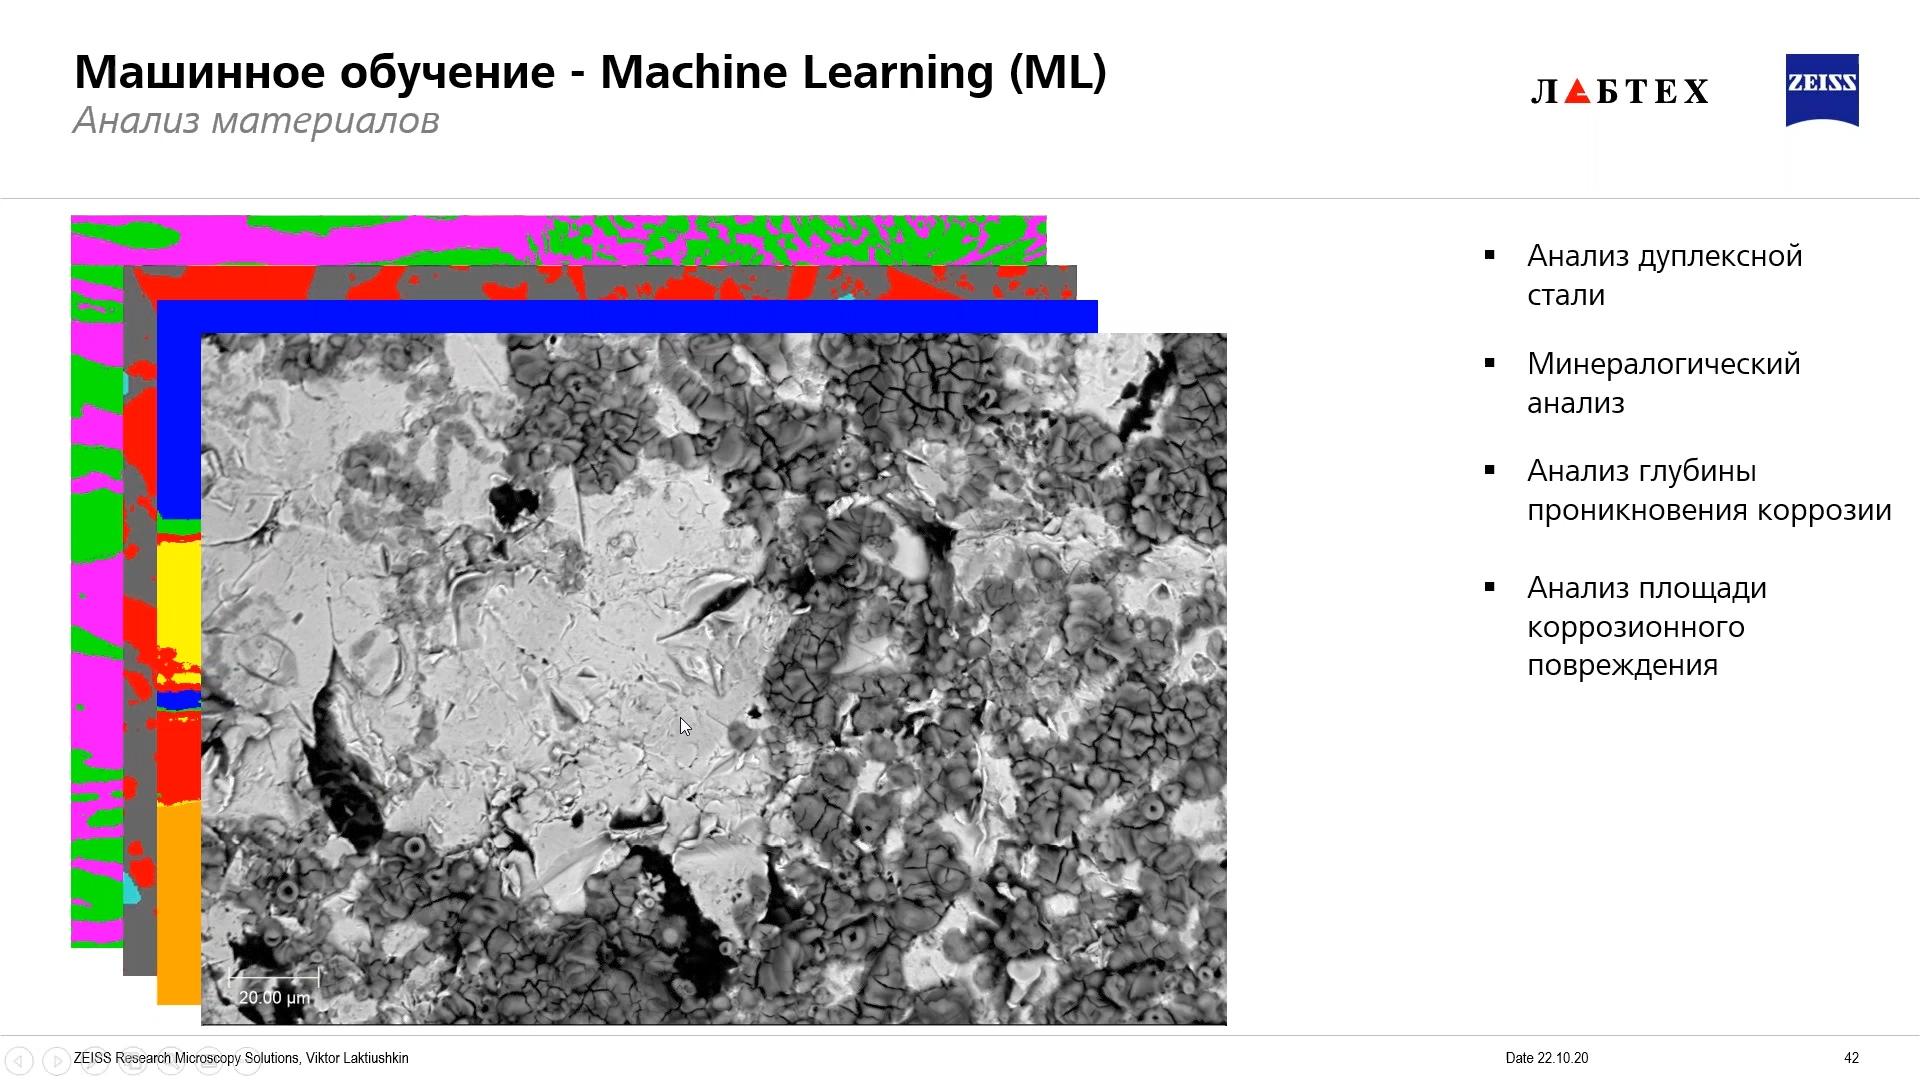 Машинное обучение - Machine Learning (ML)
Анализ материалов
ЛАБТЕХ
ZEISS
Анализ дуплексной
стали
Минералогический
анализ
Анализ глубины
проникновения коррозии
Анализ площади
коррозионного
повреждения
20.00 µm
ZEISS Research Microscopy Solutions, Viktor Laktiushkin
Date 22.10.20
42